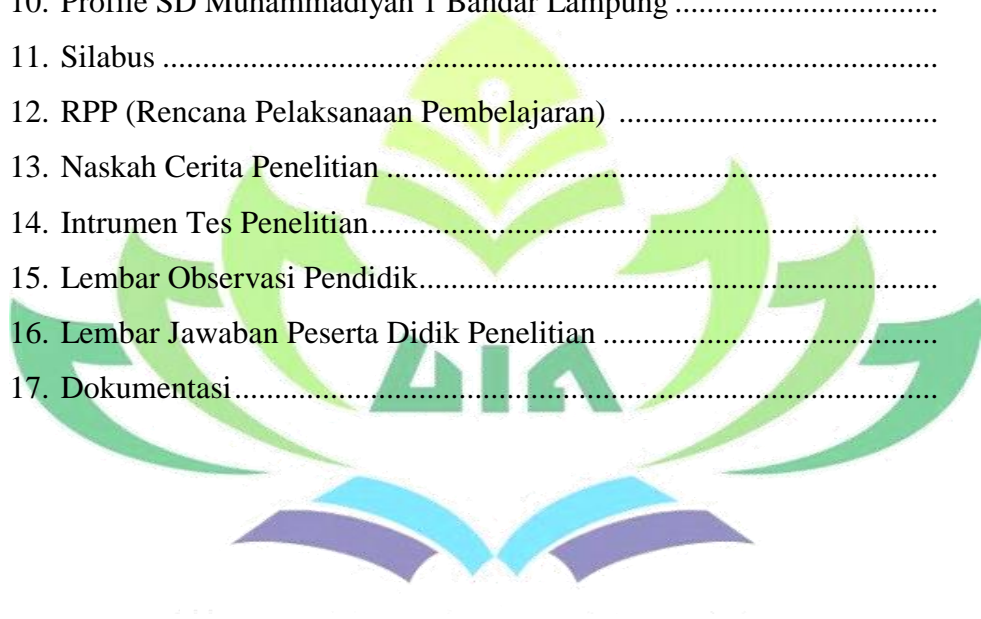 10. Profile SD Muhammadiyah 1 Bandar Lampung .................................
11. Silabus .................................................................................................
12. RPP (Rencana Pelaksanaan Pembelajaran) ........................................
13. Naskah Cerita Penelitian .....................................................................
14. Intrumen Tes Penelitian.......................................................................
15. Lembar Observasi Pendidik.................................................................
16. Lembar Jawaban Peserta Didik Penelitian ..........................................
17. Dokumentasi........................................................................................
UIN